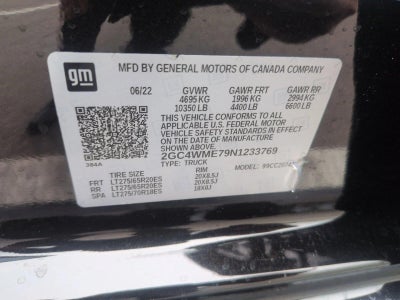 gm
MFD BY GENERAL MOTORS OF CANADA COMPANY
06/22 GVWR GAWR FRT GAWR RR
4695 KG 1996 KG 2994 KG
10350 LB 4400 LB 6600 LB
THIS VEHICLE CONFORMS TO ALL
APPLICABLE U.S. FEDERAL MOTOR
VEHICLE SAFETY STANDARDS IN
EFFECT ON THE DATE OF
MANUFACTURE SHOWN ABOVE.
2GC4WME79N1233769
TYPE: TRUCK MODEL:
384A
TIRE SIZE RIM
FRT LT275/65R20ES 20X8.5J
RR LT275/65R20ES 20X8.5J
SPA LT275/70R18ES 18X8J